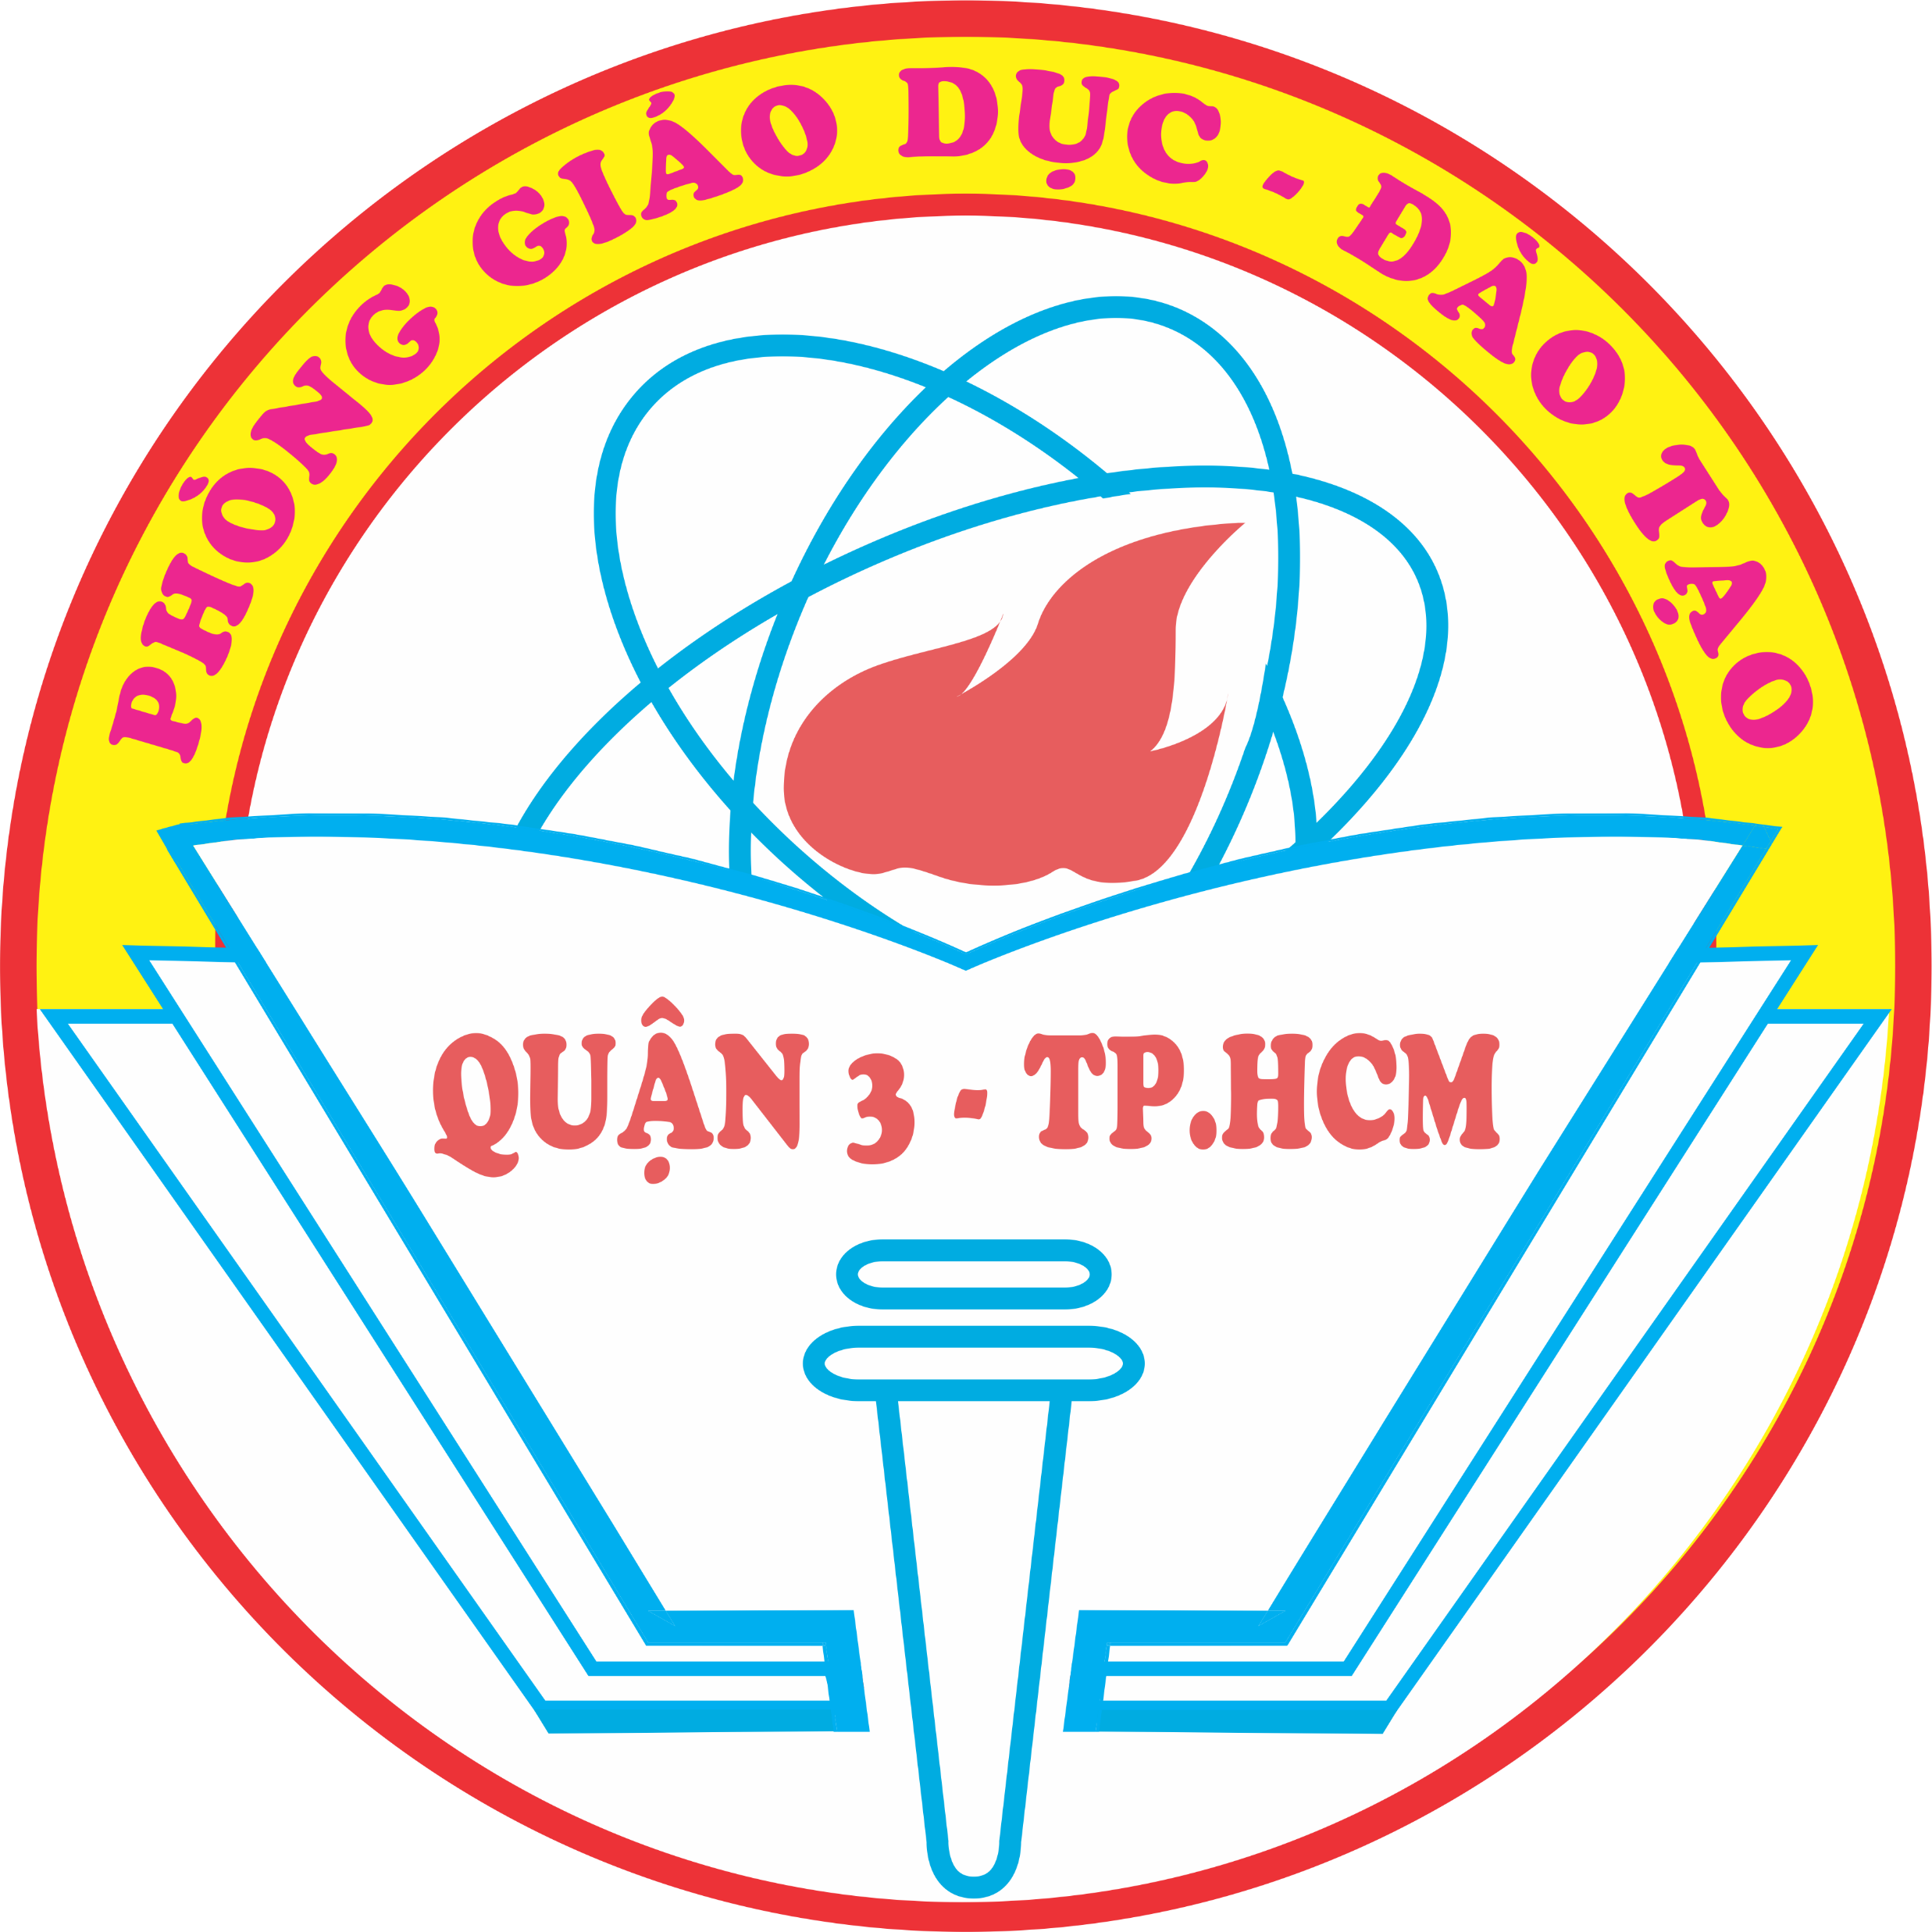 PHÒNG GIÁO DỤC - ĐÀO TẠO
QUẬN 3 - TP.HCM